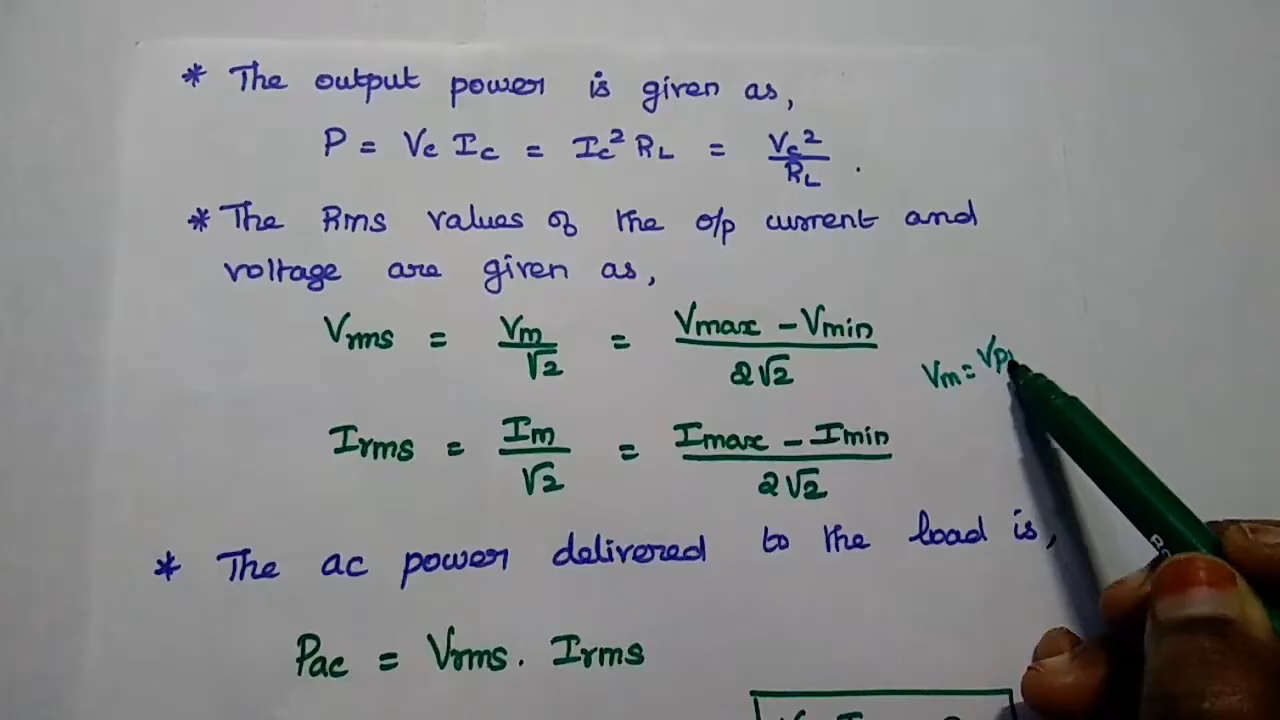 * The output power is given as,
P = Vc Ic = Ic² RL = Vc²/RL .
* The Rms values of the o/p current and
voltage are given as,
Vrms = Vm/√2 = Vmax - Vmin/2√2
Vm = Vp
Irms = Im/√2 = Imax - Imin/2√2
* The ac power delivered to the load is,
Pac = Vrms . Irms